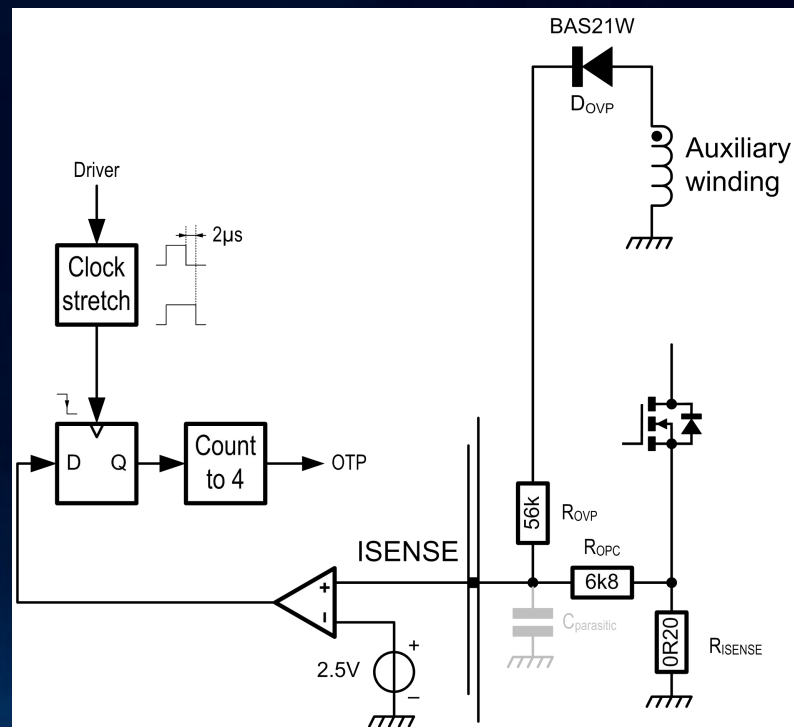 BAS21W
DOVP
Auxiliary
winding
Driver
2μs
Clock
stretch
D Q
Count
to 4
OTP
56k
ROVP
ISENSE
ROPC
6k8
+
−
Cparasitic
0R20
RISENSE
2.5V
+
−